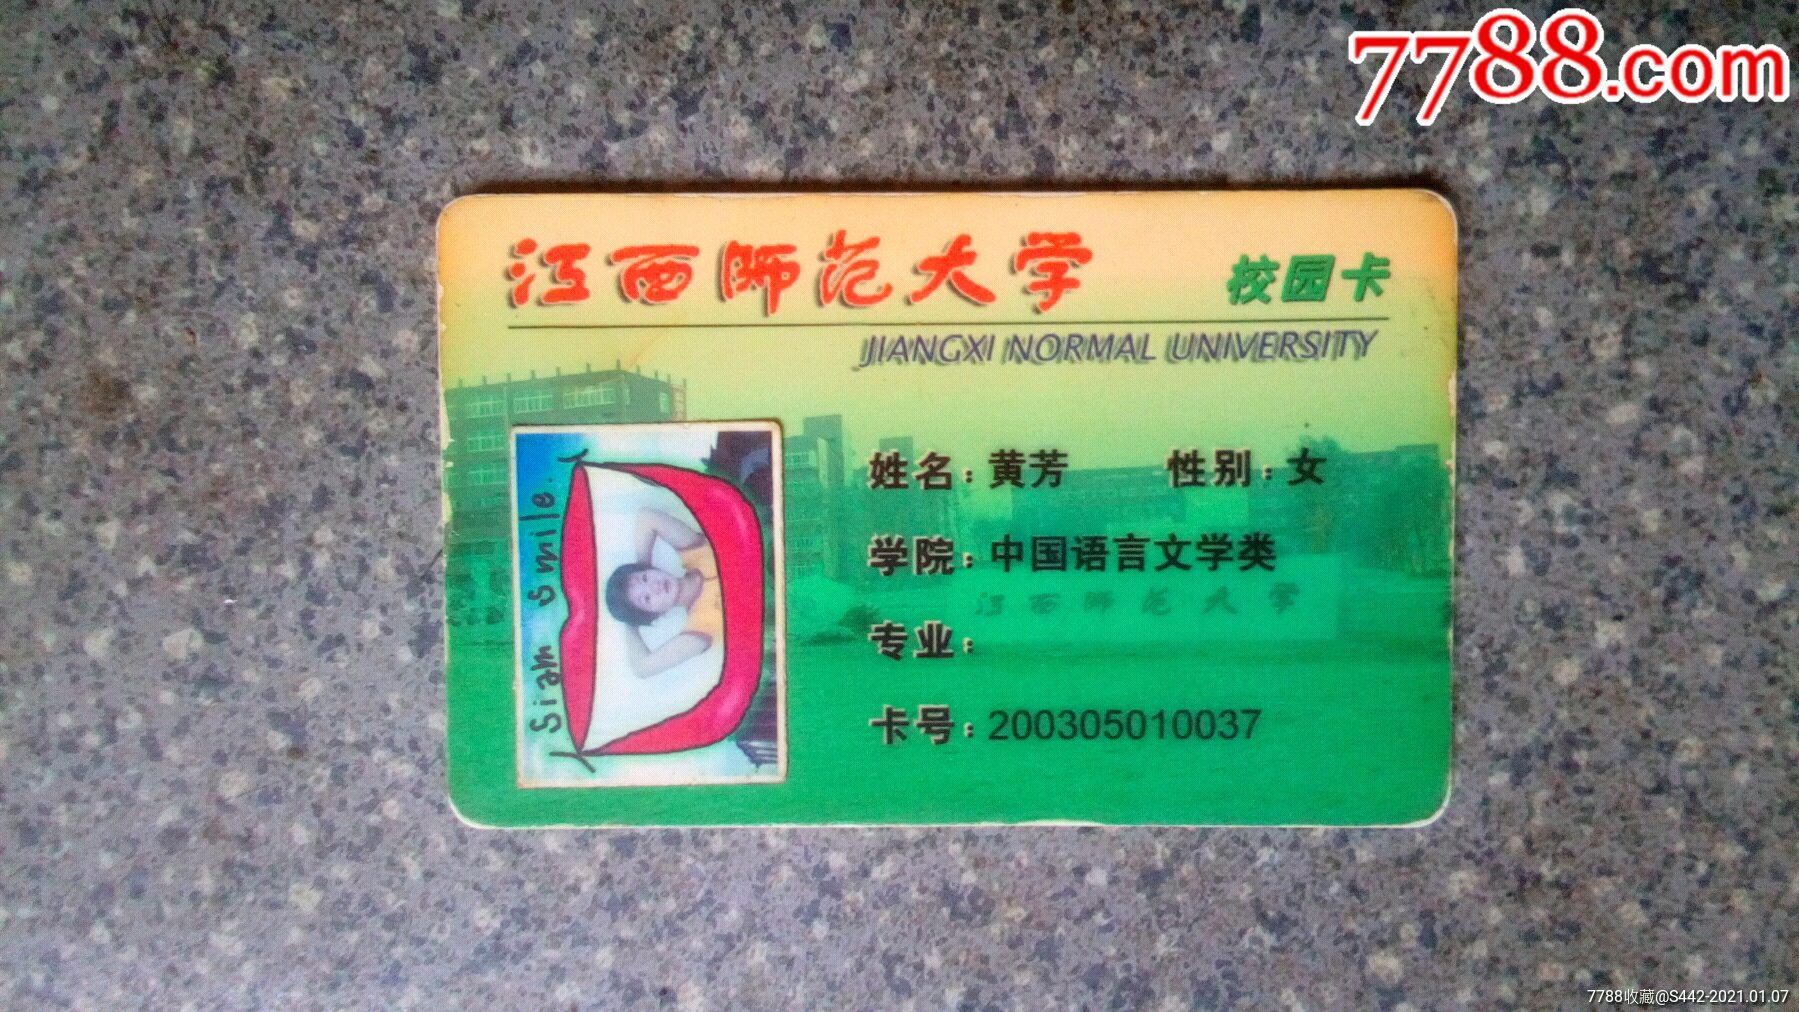 7788.com
江西师范大学 校园卡
JIANGXI NORMAL UNIVERSITY
姓名：黄芳 性别：女
学院：中国语言文学类
江西师范大学
专业：
卡号：200305010037
Siam Smile.
7788收藏@S442-2021.01.07